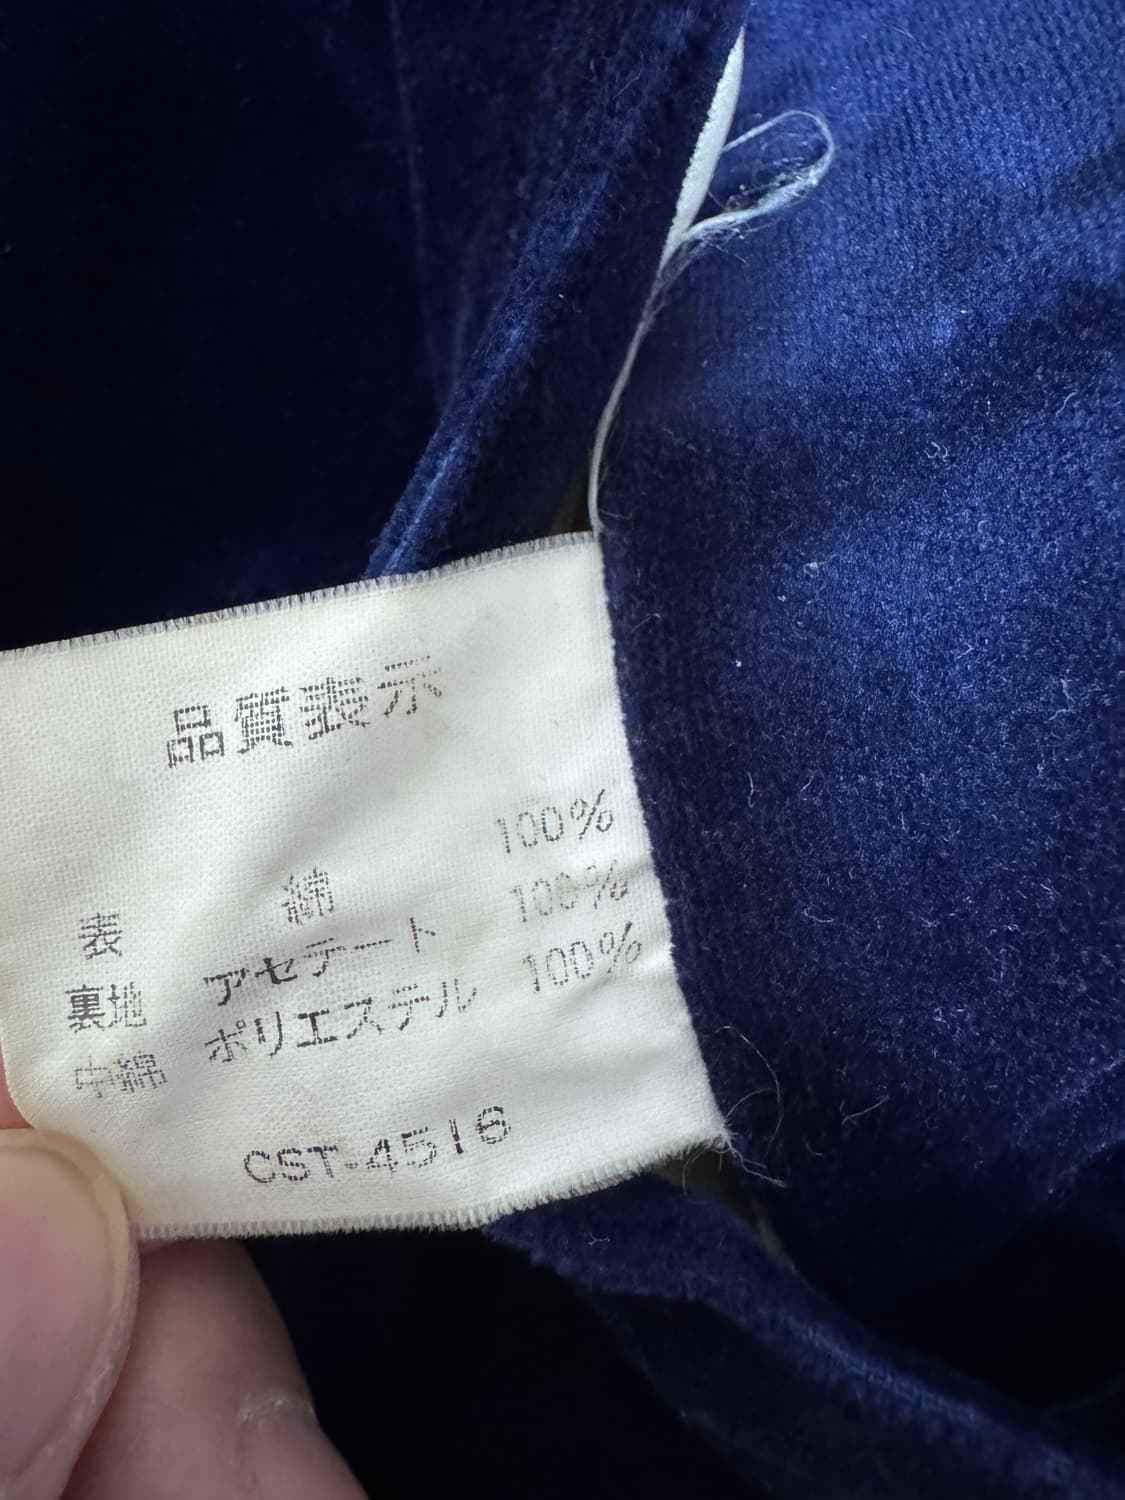 品質表示
表 綿 100%
裏地 アセテート 100%
中綿 ポリエステル 100%
CST-4516